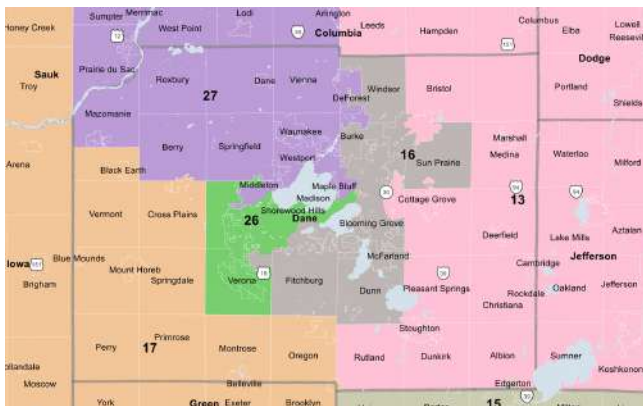 Sumpter
Merrimac
Lodi
Arlington
Honey Creek
West Point
Columbia
Leeds
Hampden
Columbus
Elba
Lowell
12
151
Sauk
Prairie du Sac
Dodge
Troy
Roxbury
Dane
Vienna
Windsor
Bristol
Portland
27
DeForest
Shields
Mazomanie
Waunakee
Burke
Marshall
Arena
Berry
Springfield
Westport
16
Sun Prairie
Medina
Waterloo
Milford
Black Earth
Middleton
Maple Bluff
Madison
94
13
94
Vermont
Cross Plains
Shorewood Hills
Cottage Grove
26
Dane
Blooming Grove
Deerfield
Lake Mills
Aztalan
Iowa
Blue Mounds
McFarland
Cambridge
Jefferson
Mount Horeb
18
Brigham
Springdale
Verona
Fitchburg
Dunn
Pleasant Springs
Rockdale
Oakland
Jefferson
Christiana
Stoughton
Perry
17
Primrose
Montrose
Oregon
Rutland
Dunkirk
Albion
Sumner
Koshkonong
Moscow
Belleville
Edgerton
York
Green
Exeter
Brooklyn
15